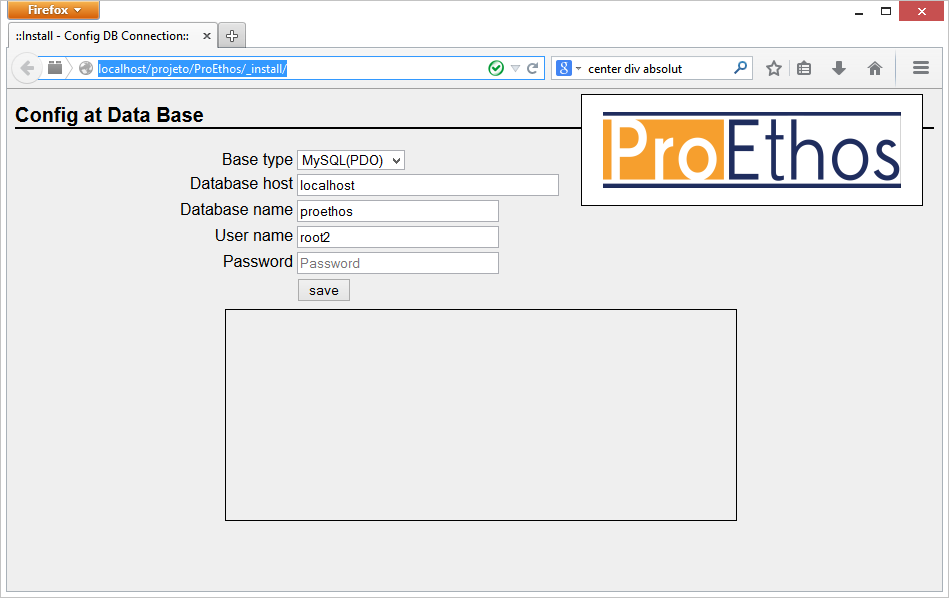 Firefox
::Install - Config DB Connection::
localhost/projeto/ProEthos/_install/
8 center div absolut
Config at Data Base
ProEthos
Base type MySQL(PDO)
Database host localhost
Database name proethos
User name root2
Password Password
save